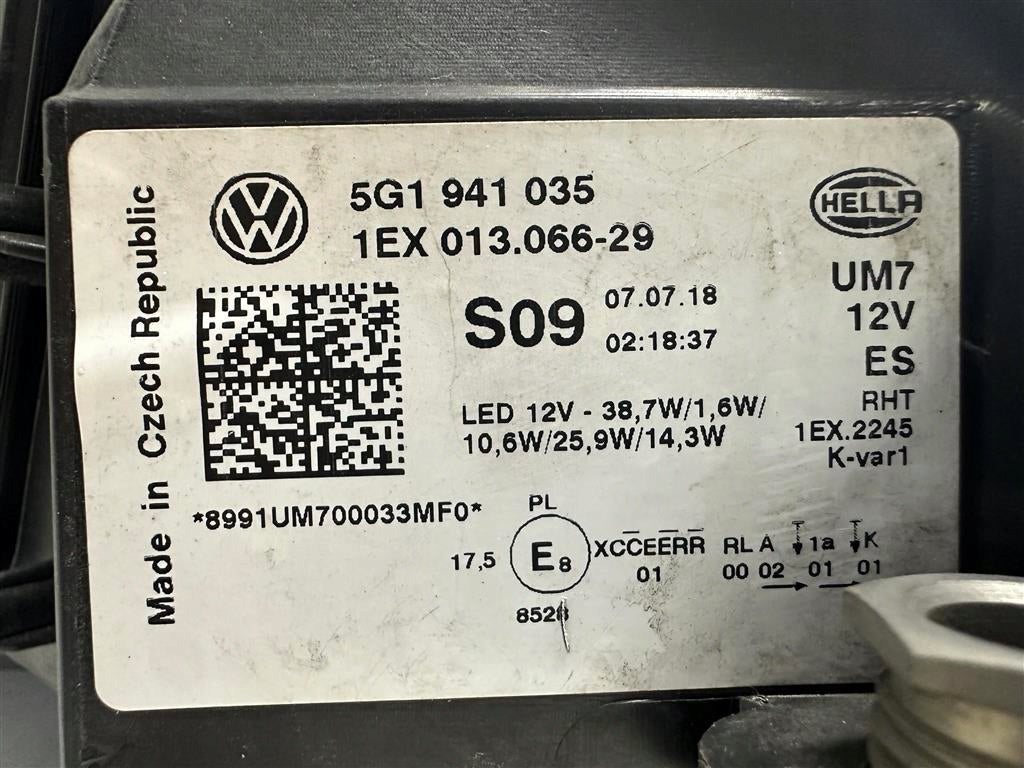 Made in Czech Republic
VW
5G1 941 035
1EX 013.066-29
HELLA
UM7
12V
ES
RHT
1EX.2245
K-var1
S09
07.07.18
02:18:37
LED 12V - 38,7W/1,6W/
10,6W/25,9W/14,3W
*8991UM700033MF0*
PL
17,5
E8
XCCEERR
01
RL A 1a K
00 02 01 01